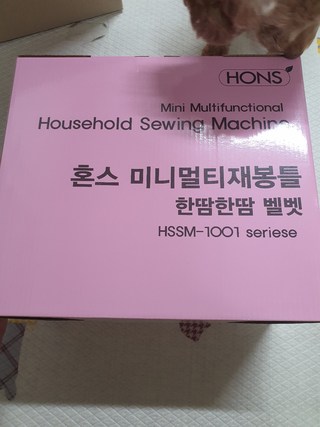 HONS
Mini Multifunctional
Household Sewing Machine
혼스 미니멀티재봉틀
한땀한땀 벨벳
HSSM-1001 seriese